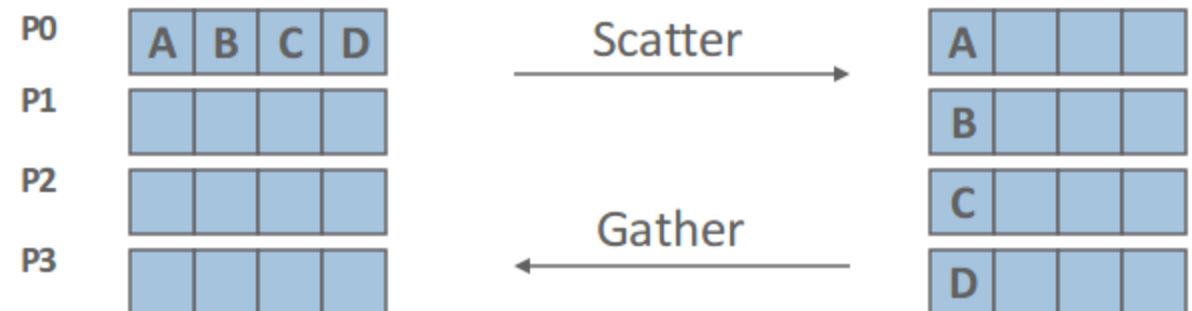 P0 A B C D Scatter A
P1 B
P2 C
Gather
P3 D